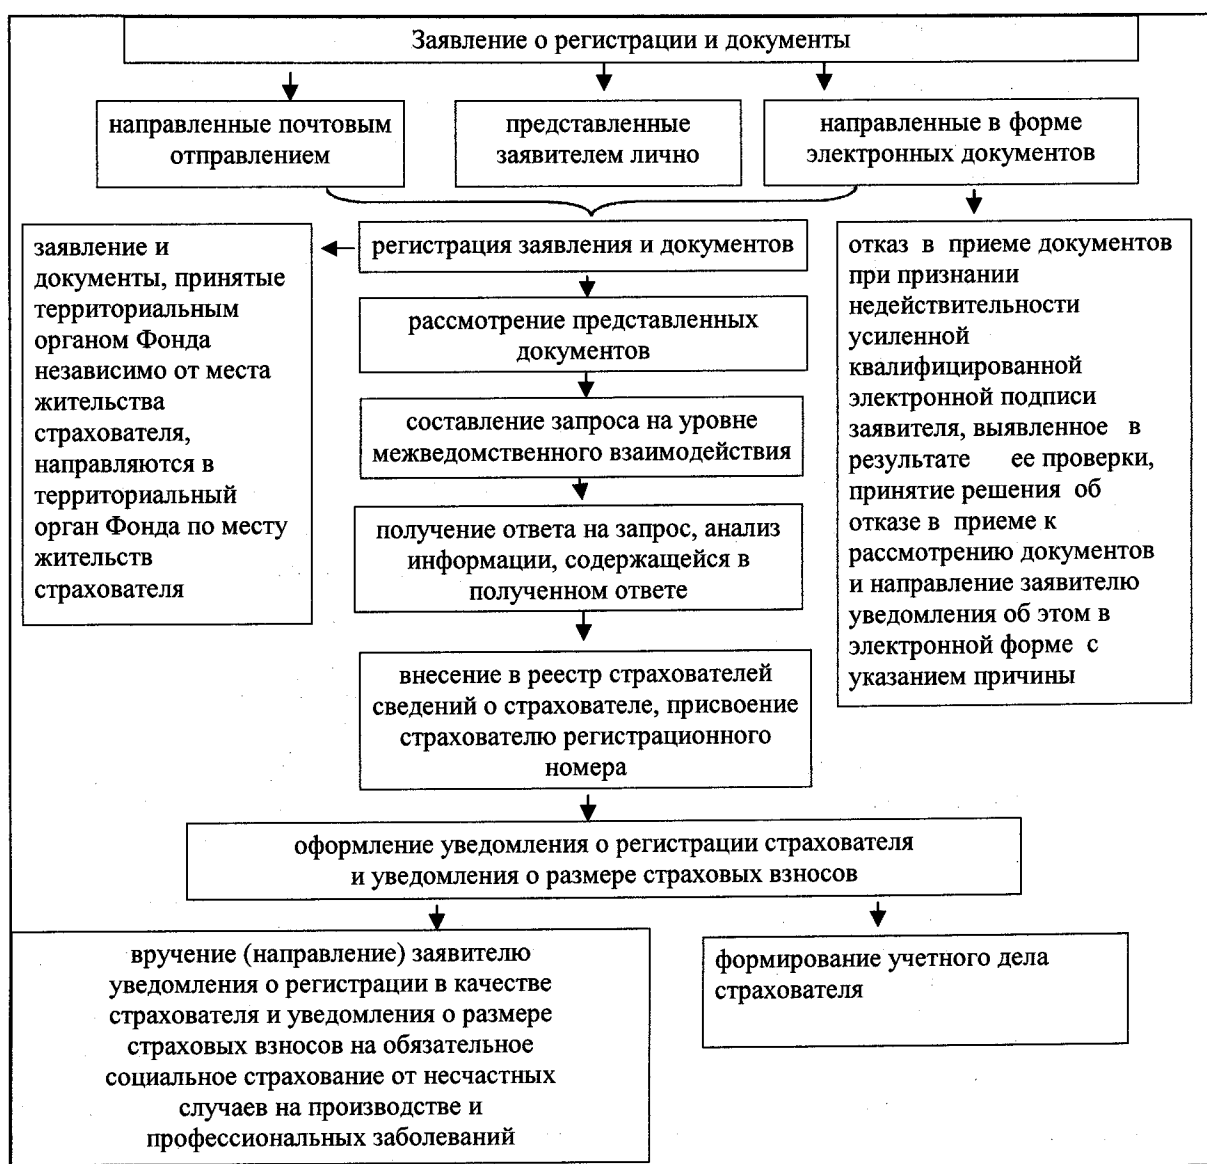 Заявление о регистрации и документы
направленные почтовым
отправлением
представленные
заявителем лично
направленные в форме
электронных документов
заявление и
документы, принятые
территориальным
органом Фонда
независимо от места
жительства
страхователя,
направляются в
территориальный
орган Фонда по месту
жительств
страхователя
регистрация заявления и документов
рассмотрение представленных
документов
составление запроса на уровне
межведомственного взаимодействия
получение ответа на запрос, анализ
информации, содержащейся в
полученном ответе
внесение в реестр страхователей
сведений о страхователе, присвоение
страхователю регистрационного
номера
отказ в приеме документов
при признании
недействительности
усиленной
квалифицированной
электронной подписи
заявителя, выявленное в
результате ее проверки,
принятие решения об
отказе в приеме к
рассмотрению документов
и направление заявителю
уведомления об этом в
электронной форме с
указанием причины
оформление уведомления о регистрации страхователя
и уведомления о размере страховых взносов
вручение (направление) заявителю
уведомления о регистрации в качестве
страхователя и уведомления о размере
страховых взносов на обязательное
социальное страхование от несчастных
случаев на производстве и
профессиональных заболеваний
формирование учетного дела
страхователя